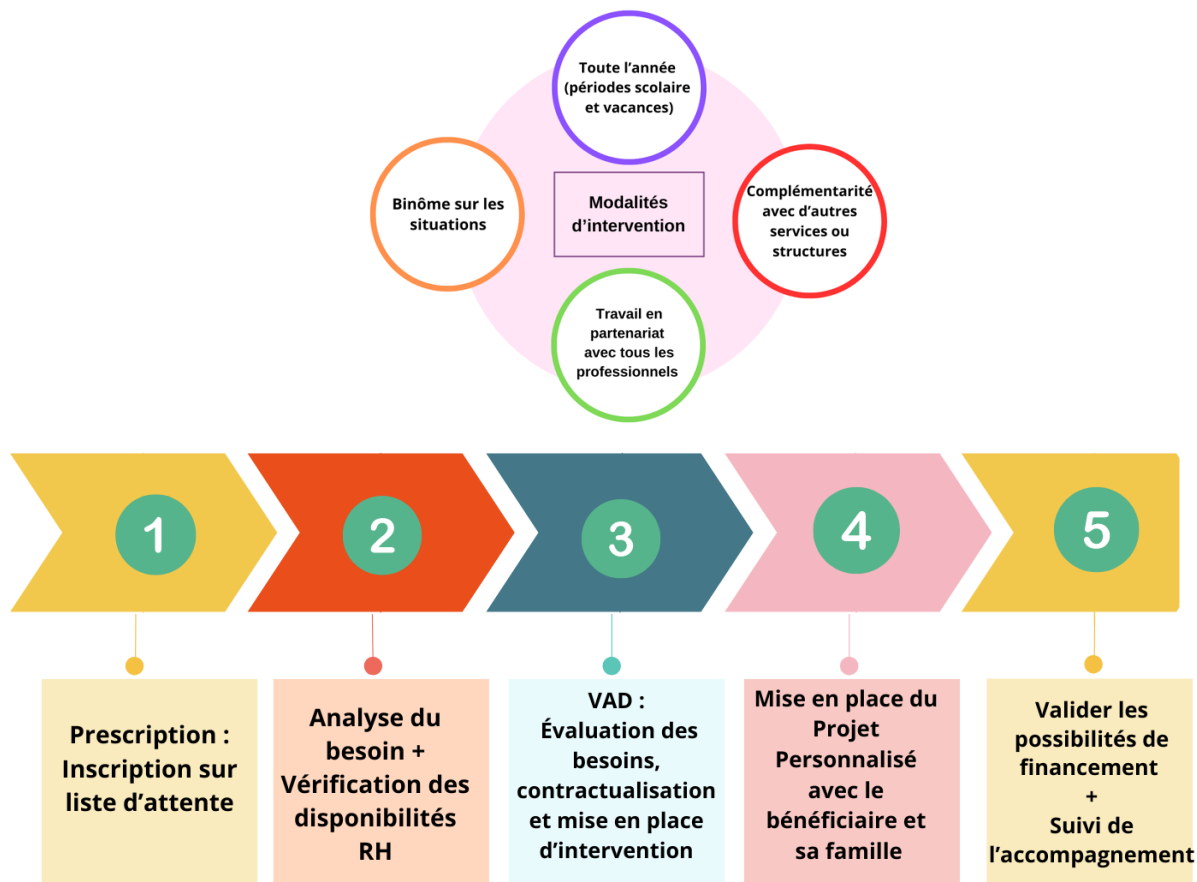 Toute l’année
(périodes scolaire
et vacances)
Binôme sur les
situations
Modalités
d’intervention
Complémentarité
avec d’autres
services ou
structures
Travail en
partenariat
avec tous les
professionnels
1
2
3
4
5
Prescription :
Inscription sur
liste d’attente
Analyse du
besoin +
Vérification des
disponibilités
RH
VAD :
Évaluation des
besoins,
contractualisation
et mise en place
d’intervention
Mise en place du
Projet
Personnalisé
avec le
bénéficiaire et
sa famille
Valider les
possibilités de
financement
+
Suivi de
l’accompagnement